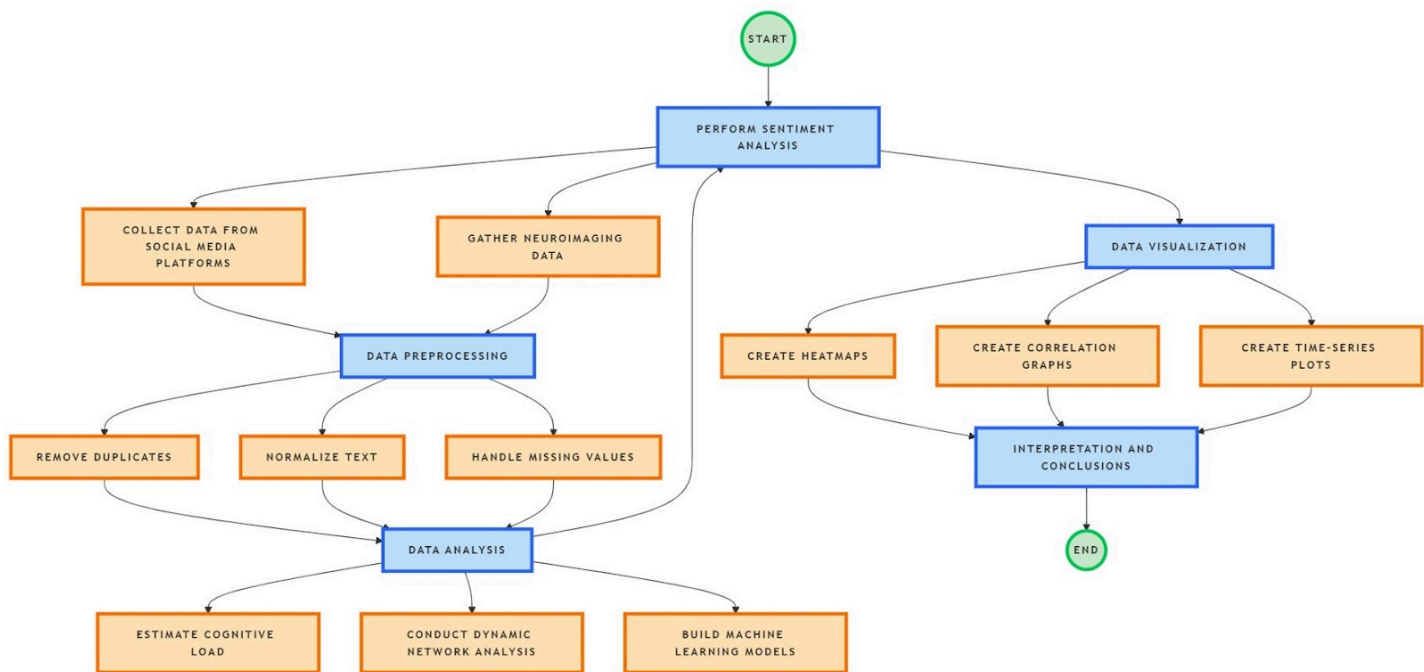 START
PERFORM SENTIMENT
ANALYSIS
COLLECT DATA FROM
SOCIAL MEDIA
PLATFORMS
GATHER NEUROIMAGING
DATA
DATA VISUALIZATION
DATA PREPROCESSING
CREATE HEATMAPS
CREATE CORRELATION
GRAPHS
CREATE TIME-SERIES
PLOTS
REMOVE DUPLICATES
NORMALIZE TEXT
HANDLE MISSING VALUES
INTERPRETATION AND
CONCLUSIONS
DATA ANALYSIS
END
ESTIMATE COGNITIVE
LOAD
CONDUCT DYNAMIC
NETWORK ANALYSIS
BUILD MACHINE
LEARNING MODELS